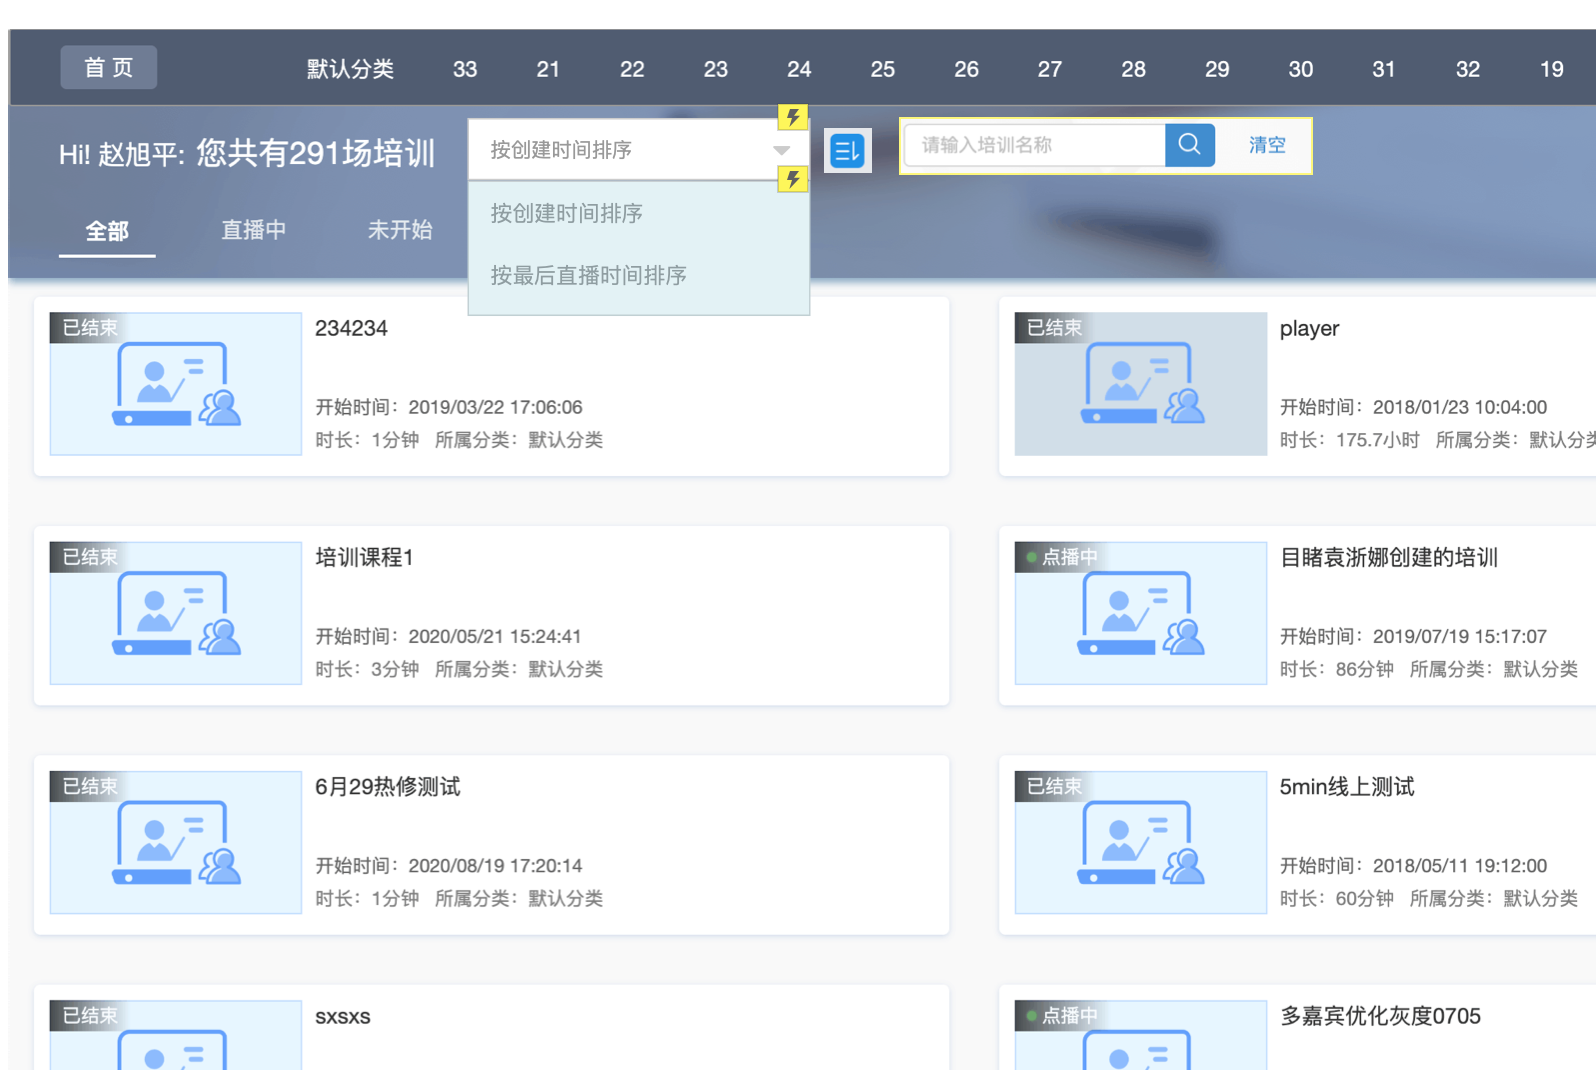 首 页 默认分类 33 21 22 23 24 25 26 27 28 29 30 31 32 19
Hi! 赵旭平: 您共有291场培训
按创建时间排序
请输入培训名称
清空
按创建时间排序
按最后直播时间排序
全部 直播中 未开始
已结束
234234
开始时间：2019/03/22 17:06:06
时长：1分钟 所属分类：默认分类
已结束
player
开始时间：2018/01/23 10:04:00
时长：175.7小时 所属分类：默认分类
已结束
培训课程1
开始时间：2020/05/21 15:24:41
时长：3分钟 所属分类：默认分类
点播中
目睹袁浙娜创建的培训
开始时间：2019/07/19 15:17:07
时长：86分钟 所属分类：默认分类
已结束
6月29热修测试
开始时间：2020/08/19 17:20:14
时长：1分钟 所属分类：默认分类
已结束
5min线上测试
开始时间：2018/05/11 19:12:00
时长：60分钟 所属分类：默认分类
已结束
sxsxs
点播中
多嘉宾优化灰度0705